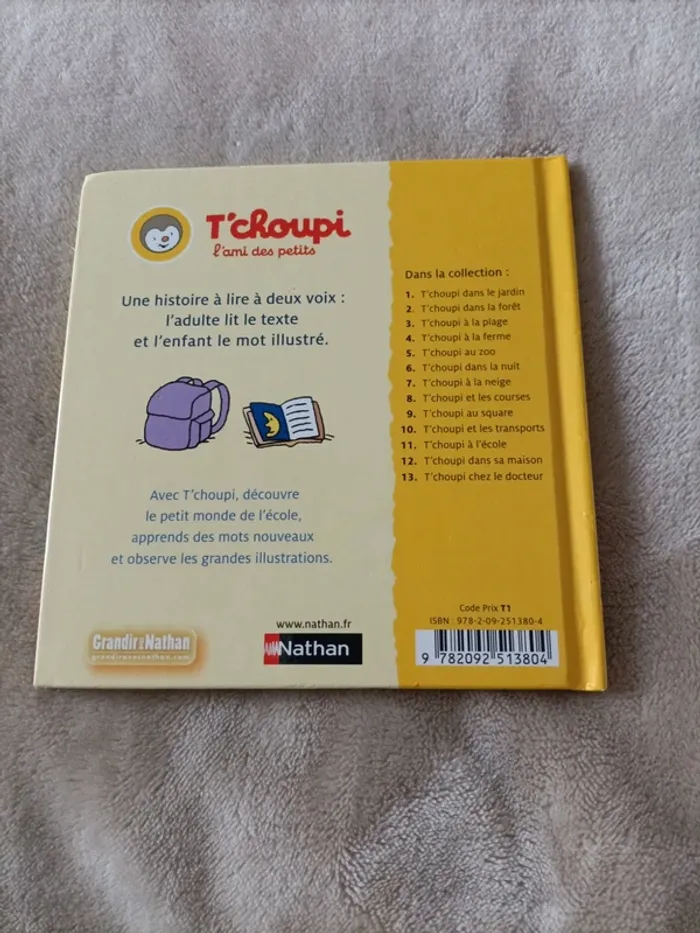 T'choupi
l'ami des petits
Une histoire à lire à deux voix :
l'adulte lit le texte
et l'enfant le mot illustré.
Avec T'choupi, découvre
le petit monde de l'école,
apprends des mots nouveaux
et observe les grandes illustrations.
Grandir avec Nathan
grandiravecnathan.com
www.nathan.fr
Nathan
Dans la collection :
1. T'choupi dans le jardin
2. T'choupi dans la forêt
3. T'choupi à la plage
4. T'choupi à la ferme
5. T'choupi au zoo
6. T'choupi dans la nuit
7. T'choupi à la neige
8. T'choupi et les courses
9. T'choupi au square
10. T'choupi et les transports
11. T'choupi à l'école
12. T'choupi dans sa maison
13. T'choupi chez le docteur
Code Prix T1
ISBN : 978-2-09-251380-4
9 782092 513804